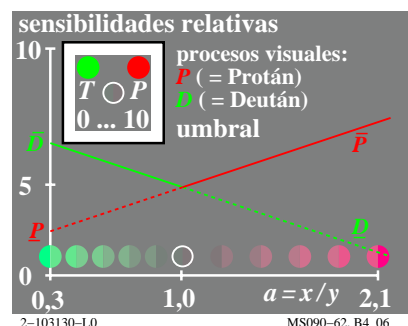 sensibilidades relativas
10
procesos visuales:
P ( = Protán)
D ( = Deután)
umbral
T P
0 ... 10
D
P
5
P
D
0
0,3 1,0 a = x / y 2,1
2-103130-L0 MS090-62, B4_06